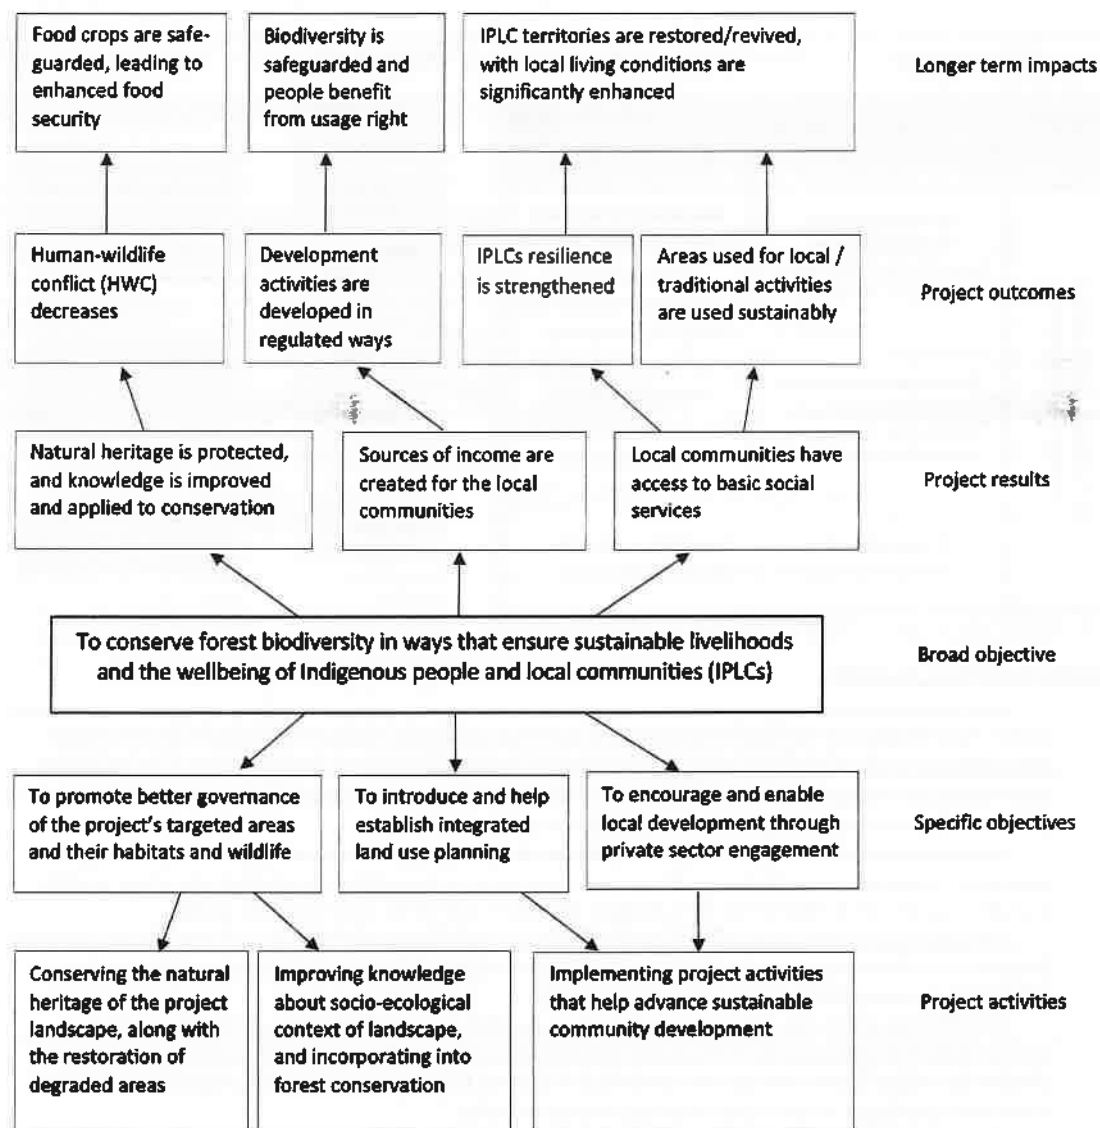 Food crops are safe-
guarded, leading to
enhanced food
security
Biodiversity is
safeguarded and
people benefit
from usage right
IPLC territories are restored/revived,
with local living conditions are
significantly enhanced
Longer term impacts
Human-wildlife
conflict (HWC)
decreases
Development
activities are
developed in
regulated ways
IPLCs resilience
is strengthened
Areas used for local /
traditional activities
are used sustainably
Project outcomes
Natural heritage is protected,
and knowledge is improved
and applied to conservation
Sources of income are
created for the local
communities
Local communities have
access to basic social
services
Project results
To conserve forest biodiversity in ways that ensure sustainable livelihoods
and the wellbeing of Indigenous people and local communities (IPLCs)
Broad objective
To promote better governance
of the project's targeted areas
and their habitats and wildlife
To introduce and help
establish integrated
land use planning
To encourage and enable
local development through
private sector engagement
Specific objectives
Conserving the natural
heritage of the project
landscape, along with
the restoration of
degraded areas
Improving knowledge
about socio-ecological
context of landscape,
and incorporating into
forest conservation
Implementing project activities
that help advance sustainable
community development
Project activities